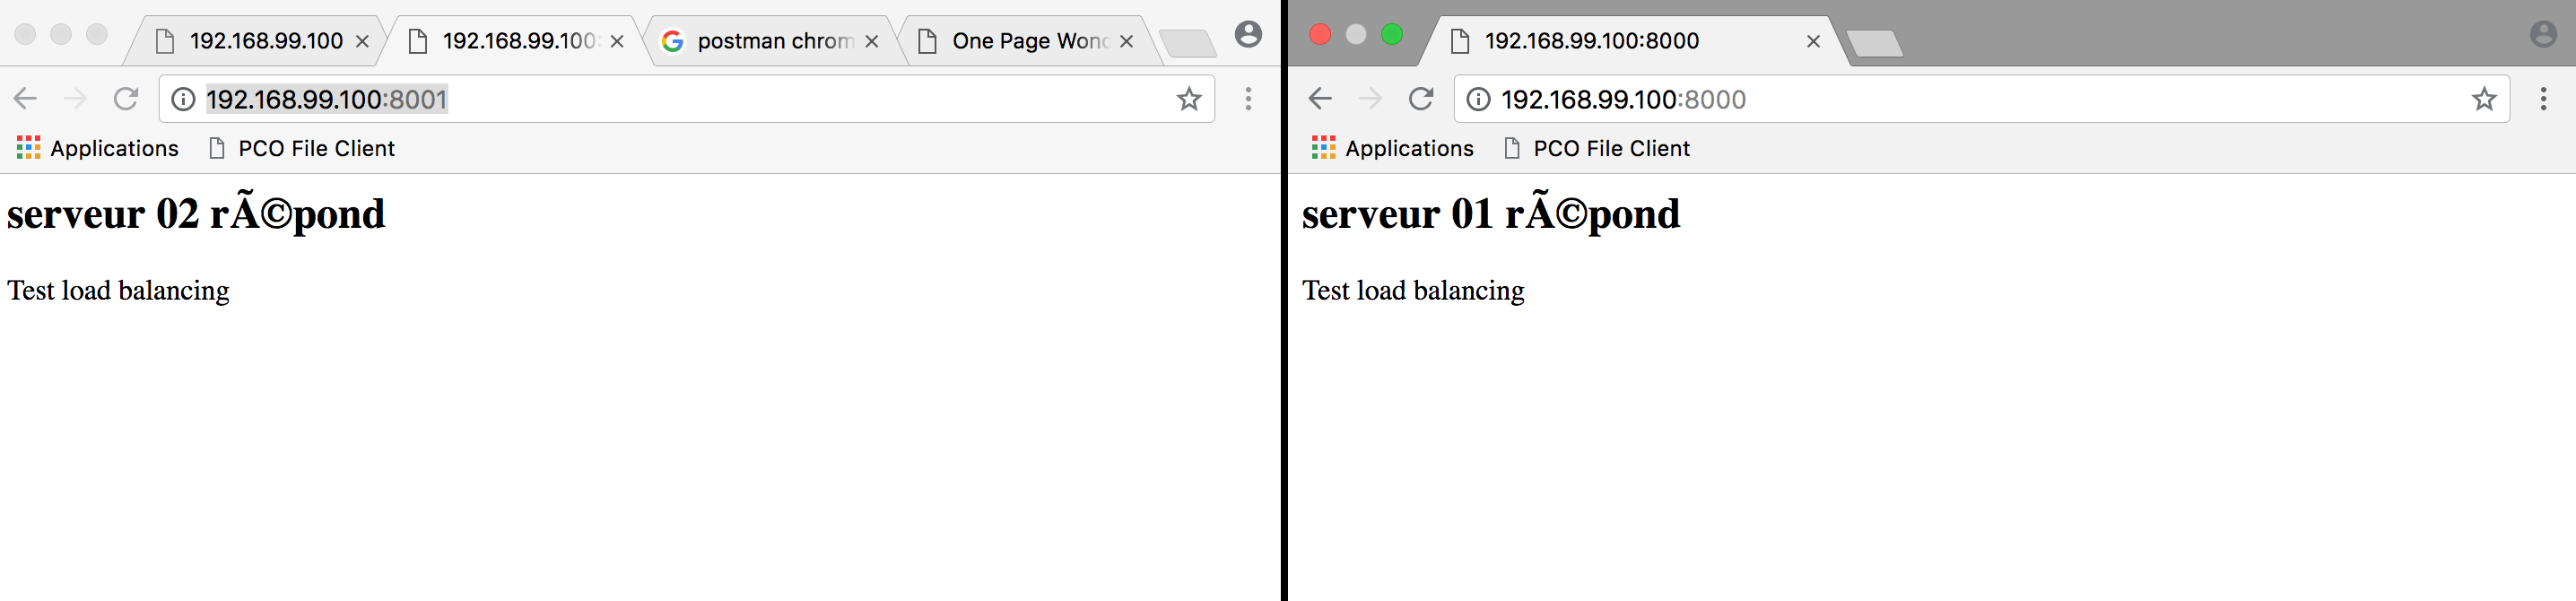 192.168.99.100
192.168.99.100:
postman chrom
One Page Wond
192.168.99.100:8001
Applications
PCO File Client
serveur 02 rÃ©pond
Test load balancing
192.168.99.100:8000
192.168.99.100:8000
Applications
PCO File Client
serveur 01 rÃ©pond
Test load balancing